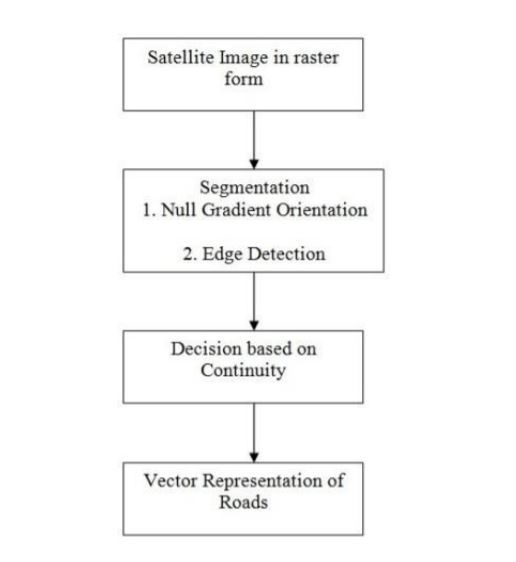 Satellite Image in raster
form
Segmentation
1. Null Gradient Orientation
2. Edge Detection
Decision based on
Continuity
Vector Representation of
Roads